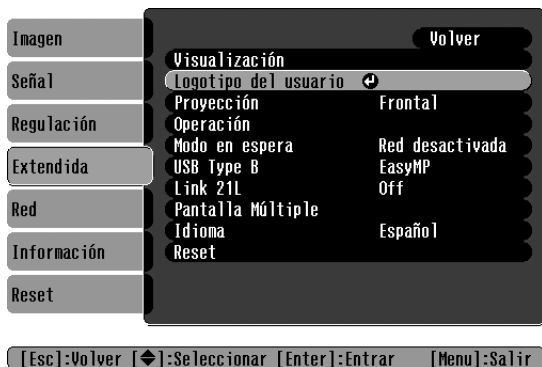 Imagen
Señal
Regulación
Extendida
Red
Información
Reset
Volver
Visualización
Logotipo del usuario
Proyección Frontal
Operación
Modo en espera Red desactivada
USB Type B EasyMP
Link 21L Off
Pantalla Múltiple
Idioma Español
Reset
[Esc]:Volver [◆]:Seleccionar [Enter]:Entrar [Menu]:Salir